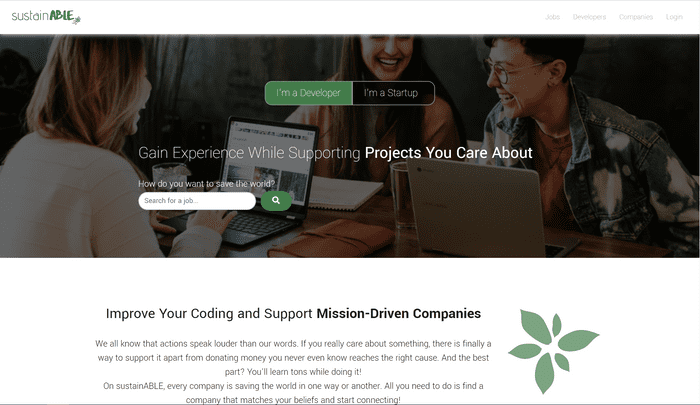 sustainABLE
Jobs Developers Companies Login
I'm a Developer I'm a Startup
Gain Experience While Supporting Projects You Care About
How do you want to save the world?
Search for a job...
Improve Your Coding and Support Mission-Driven Companies
We all know that actions speak louder than our words. If you really care about something, there is finally a
way to support it apart from donating money you never even know reaches the right cause. And the best
part? You'll learn tons while doing it!
On sustainABLE, every company is saving the world in one way or another. All you need to do is find a
company that matches your beliefs and start connecting!